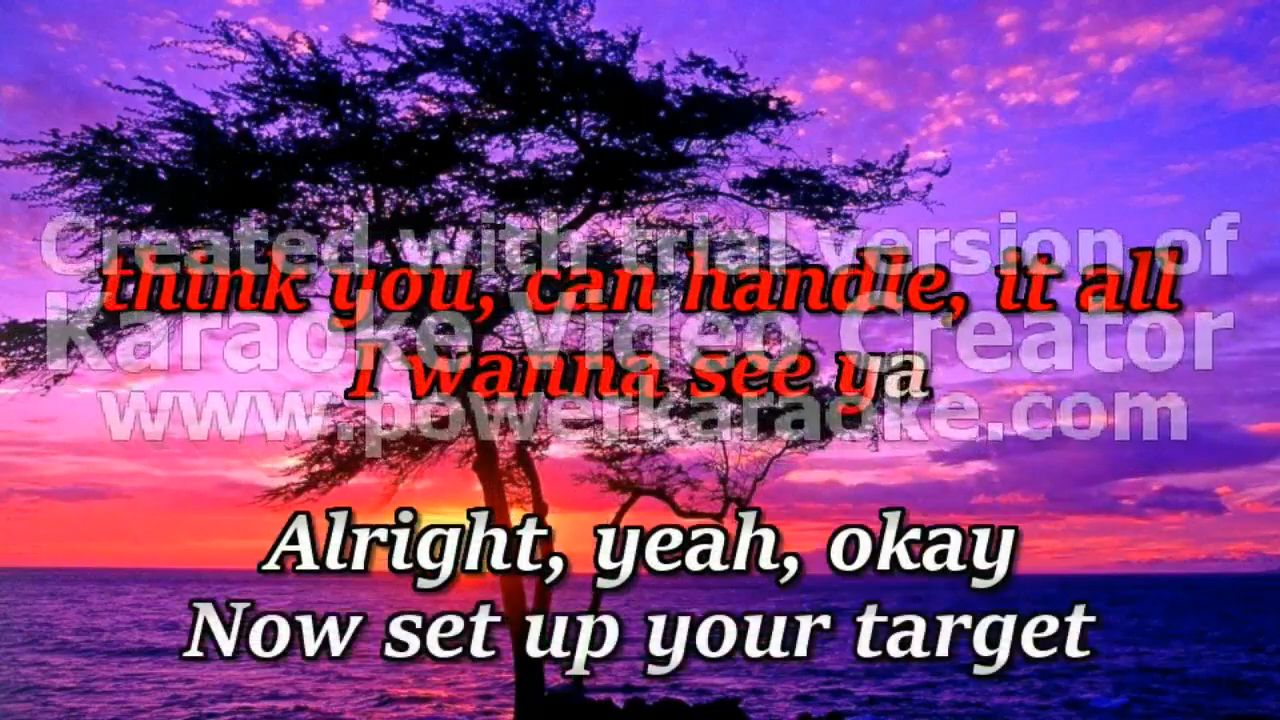 Created with trial version of
think you, can handle, it all
Karaoke Video Creator
I wanna see ya
www.powerkaraoke.com
Alright, yeah, okay
Now set up your target